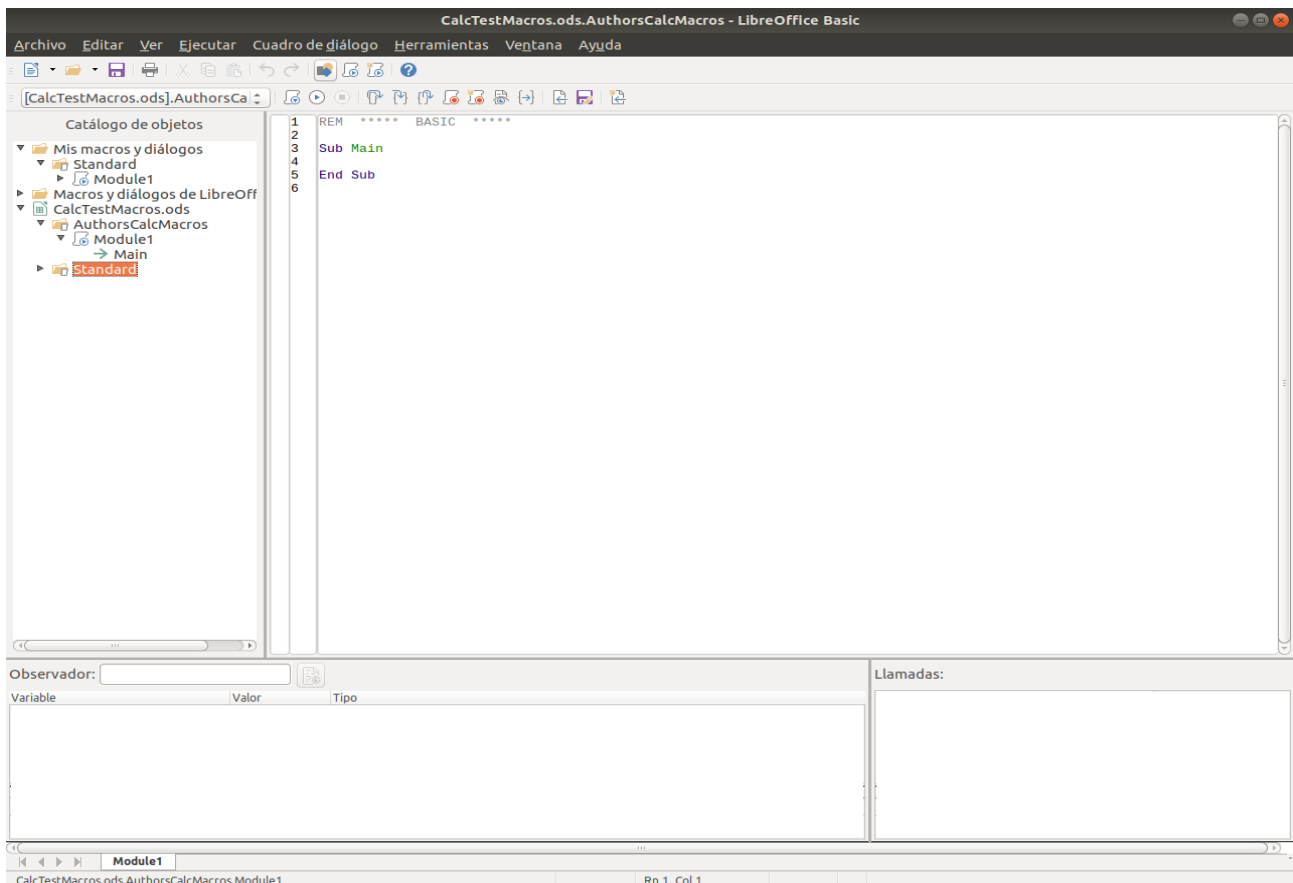 CalcTestMacros.ods.AuthorsCalcMacros - LibreOffice Basic
Archivo Editar Ver Ejecutar Cuadro de diálogo Herramientas Ventana Ayuda
[CalcTestMacros.ods].AuthorsCa
Catálogo de objetos
Mis macros y diálogos
Standard
Module1
Macros y diálogos de LibreOff
CalcTestMacros.ods
AuthorsCalcMacros
Module1
Main
Standard
1 REM ***** BASIC *****
2
3 Sub Main
4
5 End Sub
6
Observador:
Variable Valor Tipo
Llamadas:
Module1
CalcTestMacros.ods.AuthorsCalcMacros.Module1 Rn 1, Col 1